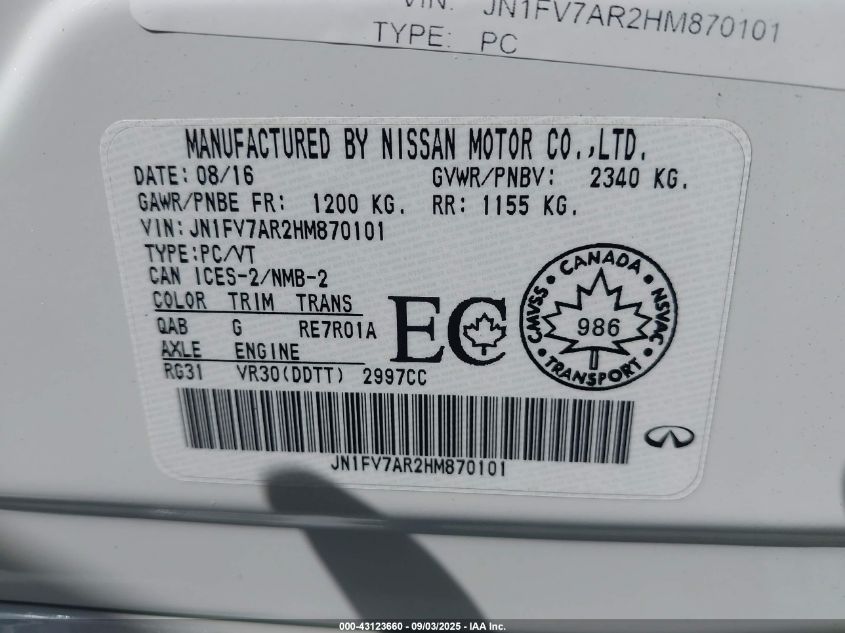 VIN: JN1FV7AR2HM870101
TYPE: PC
MANUFACTURED BY NISSAN MOTOR CO.,LTD.
DATE: 08/16 GVWR/PNBV: 2340 KG.
GAWR/PNBE FR: 1200 KG. RR: 1155 KG.
VIN: JN1FV7AR2HM870101
TYPE:PC/VT
CAN ICES-2/NMB-2
COLOR TRIM TRANS
QAB G RE7R01A
AXLE ENGINE
RG31 VR30(DDTT) 2997CC
EC
CANADA
CMVSS
NSVAC
986
TRANSPORT
JN1FV7AR2HM870101
000-43123660 - 09/03/2025 - IAA Inc.